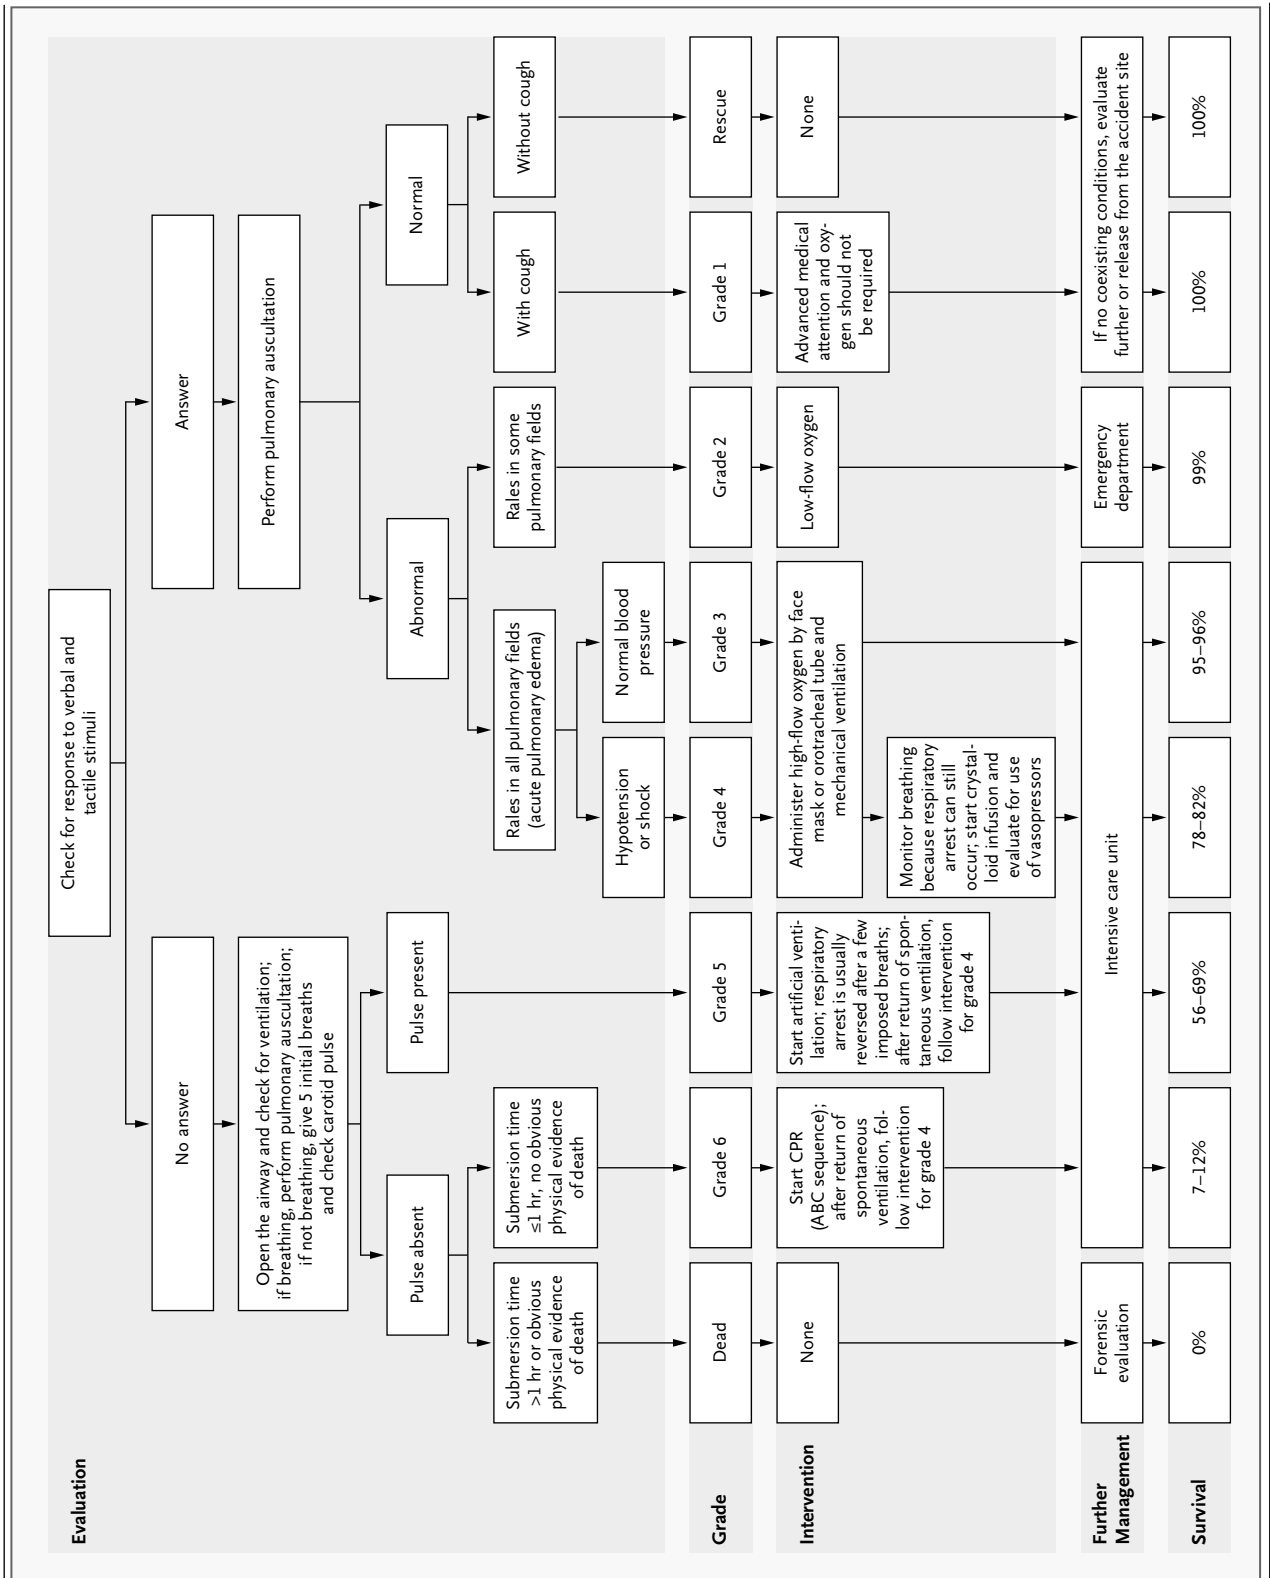 Evaluation
Check for response to verbal and
tactile stimuli
No answer
Answer
Open the airway and check for ventilation;
if breathing, perform pulmonary auscultation;
if not breathing, give 5 initial breaths
and check carotid pulse
Perform pulmonary auscultation
Pulse absent
Pulse present
Abnormal
Normal
Submersion time
>1 hr or obvious
physical evidence
of death
Submersion time
≤1 hr, no obvious
physical evidence
of death
Rales in all pulmonary fields
(acute pulmonary edema)
Rales in some
pulmonary fields
With cough
Without cough
Hypotension
or shock
Normal blood
pressure
Grade
Dead
Grade 6
Grade 5
Grade 4
Grade 3
Grade 2
Grade 1
Rescue
Intervention
None
Start CPR
(ABC sequence);
after return of
spontaneous
ventilation, fol-
low intervention
for grade 4
Start artificial venti-
lation; respiratory
arrest is usually
reversed after a few
imposed breaths;
after return of spon-
taneous ventilation,
follow intervention
for grade 4
Administer high-flow oxygen by face
mask or orotracheal tube and
mechanical ventilation
Monitor breathing
because respiratory
arrest can still
occur; start crystal-
loid infusion and
evaluate for use
of vasopressors
Low-flow oxygen
Advanced medical
attention and oxy-
gen should not
be required
None
Further
Management
Forensic
evaluation
Intensive care unit
Emergency
department
If no coexisting conditions, evaluate
further or release from the accident site
Survival
0%
7–12%
56–69%
78–82%
95–96%
99%
100%
100%